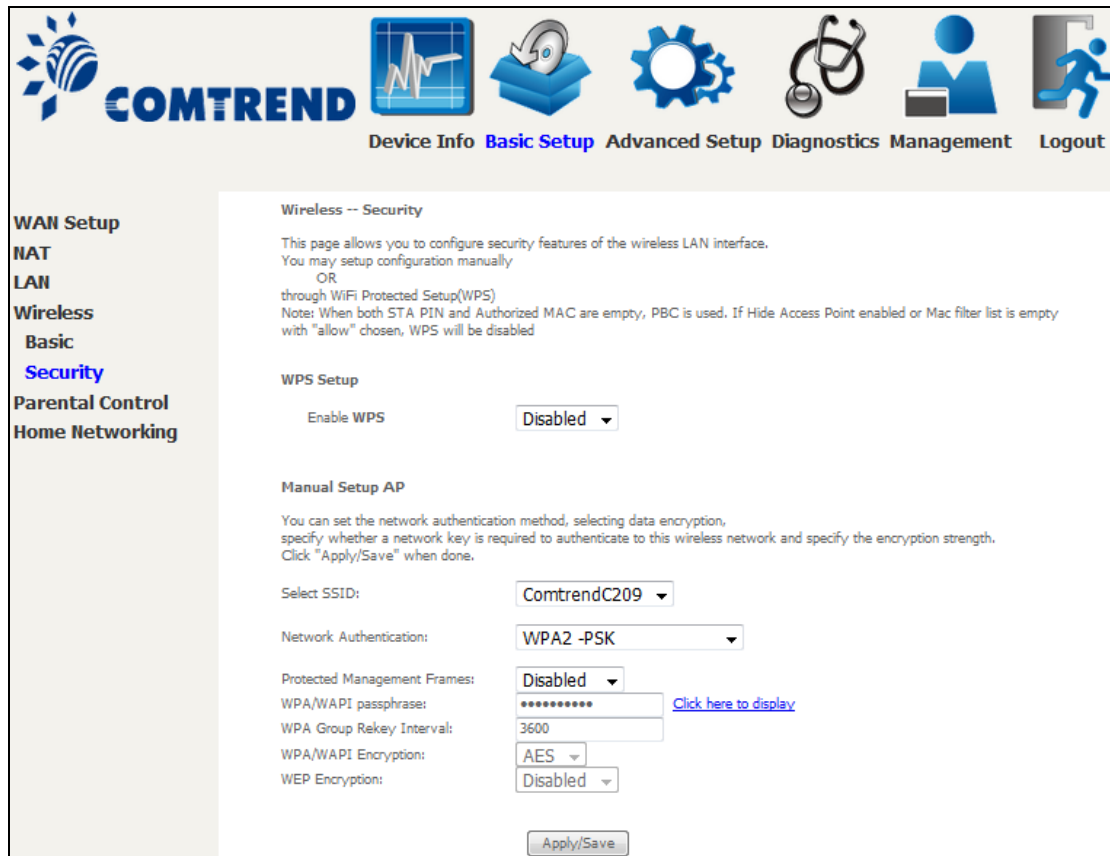 COMTREND
Device Info Basic Setup Advanced Setup Diagnostics Management Logout
WAN Setup
NAT
LAN
Wireless
Basic
Security
Parental Control
Home Networking
Wireless -- Security
This page allows you to configure security features of the wireless LAN interface.
You may setup configuration manually
OR
through WiFi Protected Setup(WPS)
Note: When both STA PIN and Authorized MAC are empty, PBC is used. If Hide Access Point enabled or Mac filter list is empty
with "allow" chosen, WPS will be disabled
WPS Setup
Enable WPS Disabled
Manual Setup AP
You can set the network authentication method, selecting data encryption,
specify whether a network key is required to authenticate to this wireless network and specify the encryption strength.
Click "Apply/Save" when done.
Select SSID: ComtrendC209
Network Authentication: WPA2 -PSK
Protected Management Frames: Disabled
WPA/WAPI passphrase: •••••••••• Click here to display
WPA Group Rekey Interval: 3600
WPA/WAPI Encryption: AES
WEP Encryption: Disabled
Apply/Save